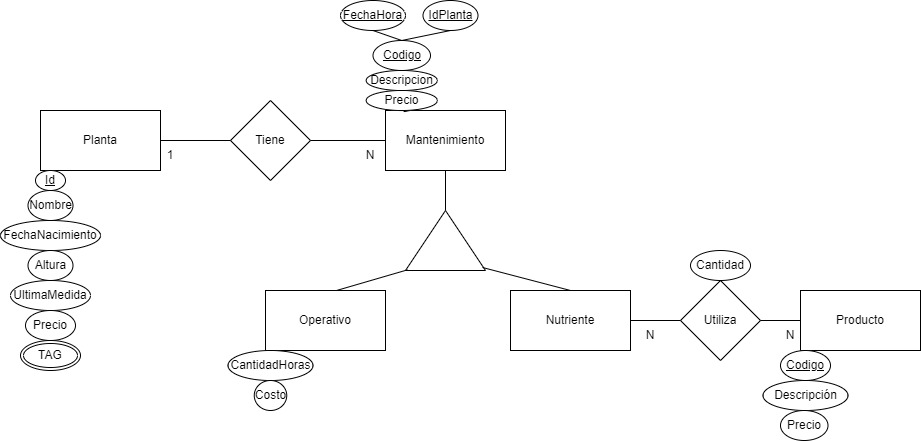 FechaHora
IdPlanta
Codigo
Descripcion
Precio
Planta
1
Tiene
N
Mantenimiento
Id
Nombre
FechaNacimiento
Altura
UltimaMedida
Precio
TAG
Operativo
CantidadHoras
Costo
Nutriente
N
Cantidad
Utiliza
N
Producto
Codigo
Descripción
Precio